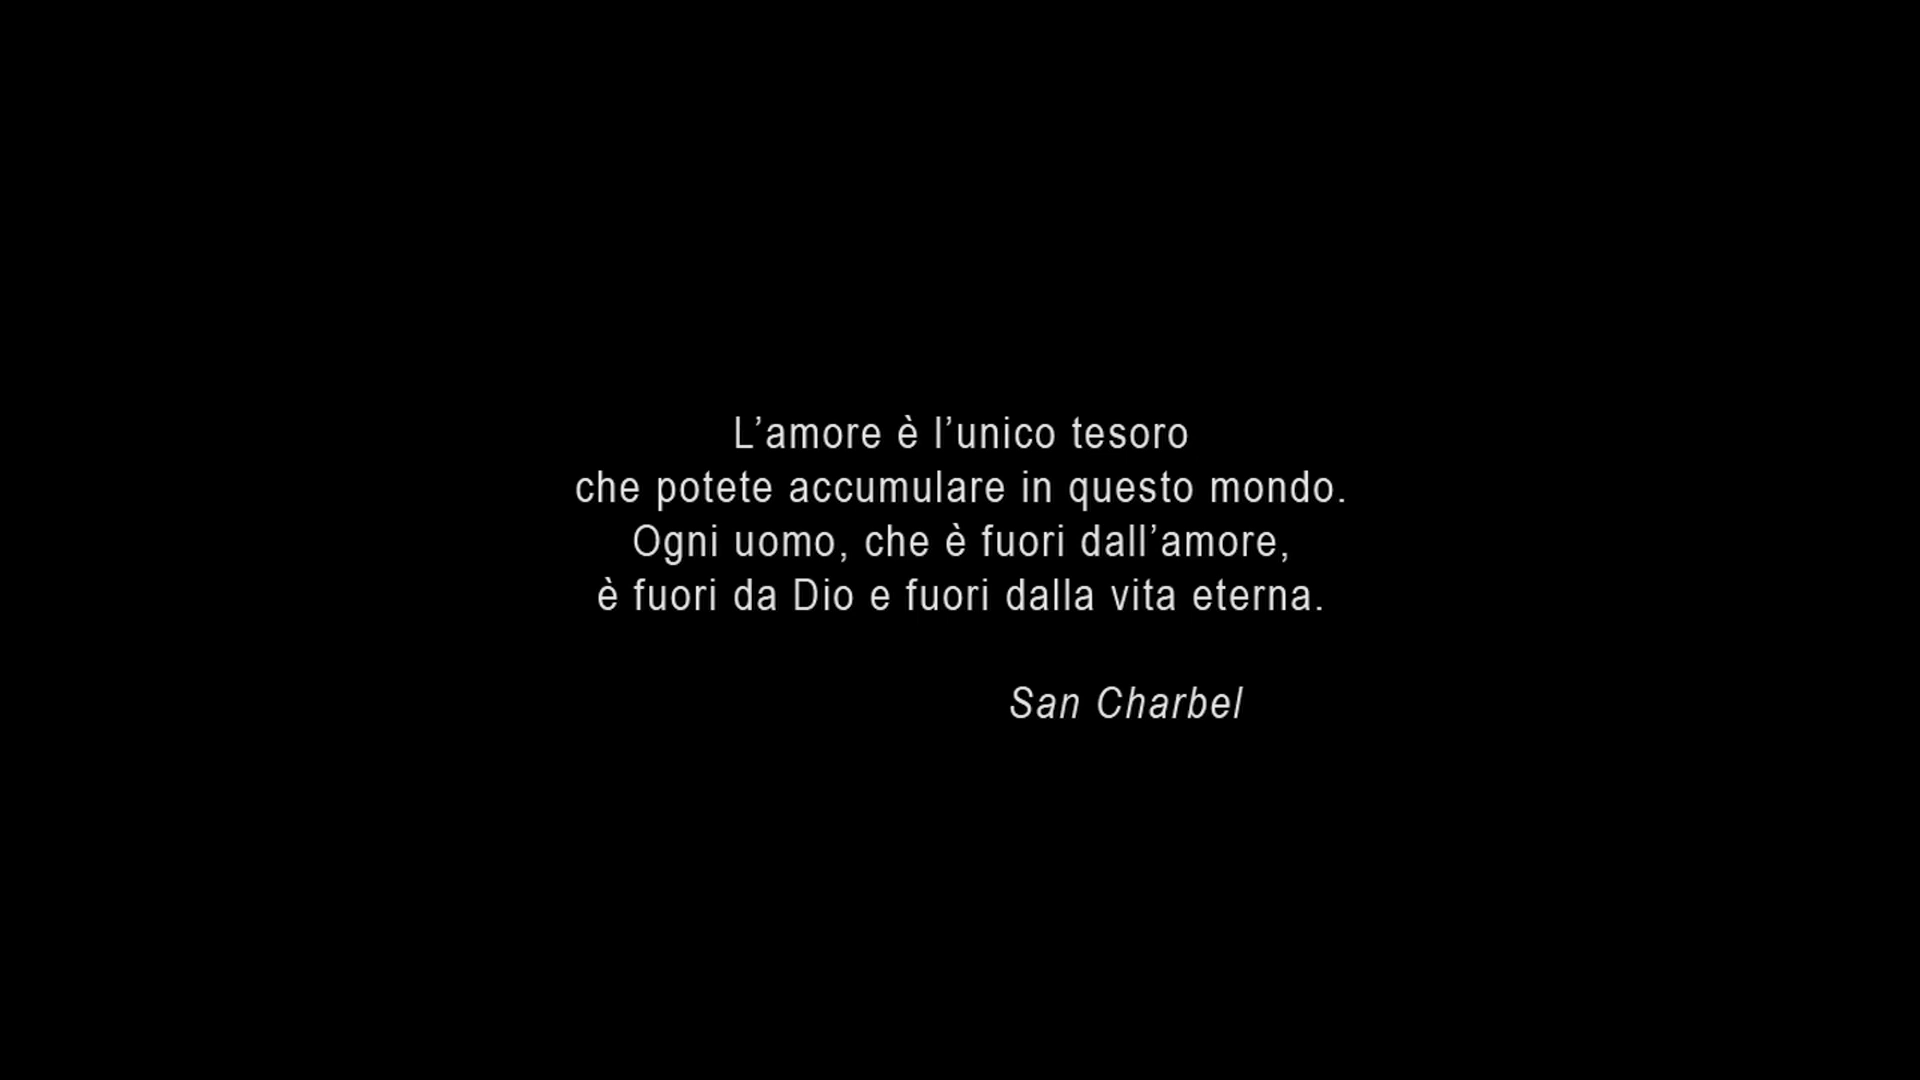 L’amore è l’unico tesoro
che potete accumulare in questo mondo.
Ogni uomo, che è fuori dall’amore,
è fuori da Dio e fuori dalla vita eterna.
San Charbel